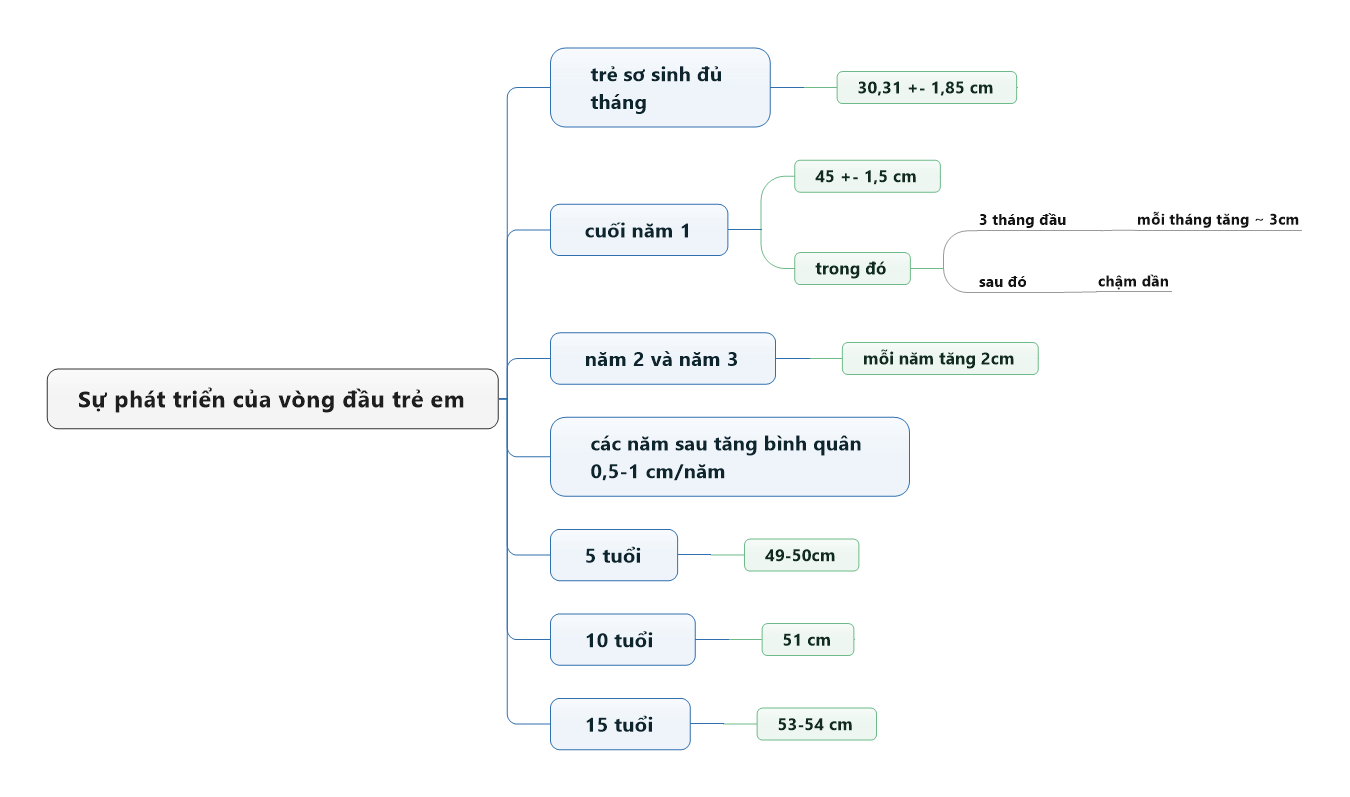 trẻ sơ sinh đủ
tháng
30,31 +- 1,85 cm
45 +- 1,5 cm
cuối năm 1
3 tháng đầu
mỗi tháng tăng ~ 3cm
trong đó
sau đó
chậm dần
năm 2 và năm 3
mỗi năm tăng 2cm
Sự phát triển của vòng đầu trẻ em
các năm sau tăng bình quân
0,5-1 cm/năm
5 tuổi
49-50cm
10 tuổi
51 cm
15 tuổi
53-54 cm